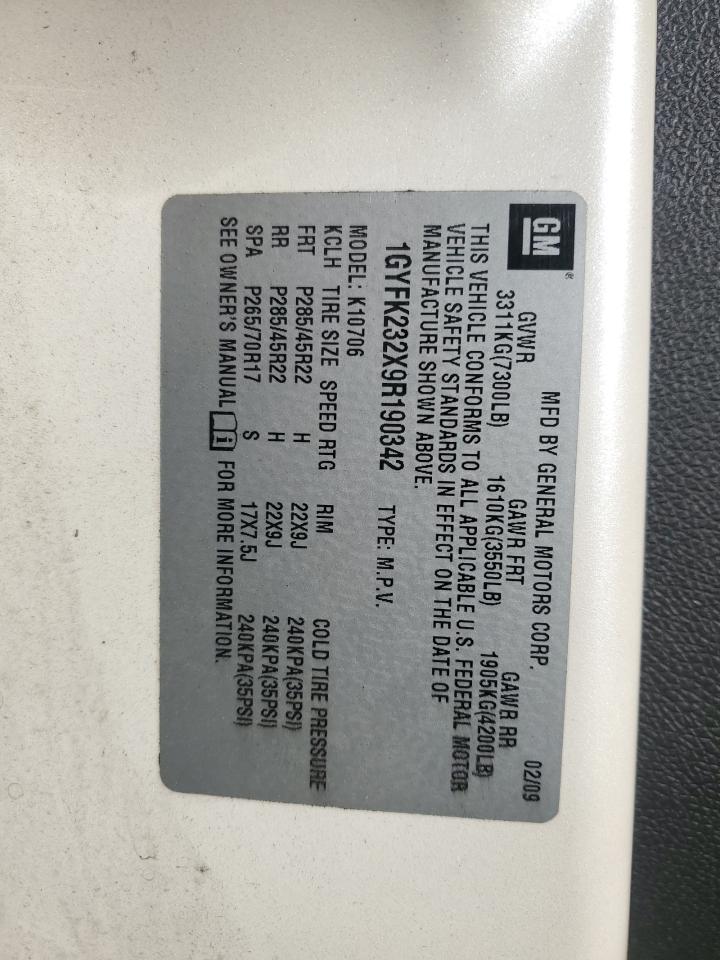 GM®
MFD BY GENERAL MOTORS CORP. 02/09
GVWR GAWR FRT GAWR RR
3311KG(7300LB) 1610KG(3550LB) 1905KG(4200LB)
THIS VEHICLE CONFORMS TO ALL APPLICABLE U.S. FEDERAL MOTOR
VEHICLE SAFETY STANDARDS IN EFFECT ON THE DATE OF
MANUFACTURE SHOWN ABOVE.
1GYFK232X9R190342 TYPE: M.P.V.
MODEL: K10706
KCLH TIRE SIZE SPEED RTG RIM COLD TIRE PRESSURE
FRT P285/45R22 H 22X9J 240KPA(35PSI)
RR P285/45R22 H 22X9J 240KPA(35PSI)
SPA P265/70R17 S 17X7.5J 240KPA(35PSI)
SEE OWNER'S MANUAL FOR MORE INFORMATION.